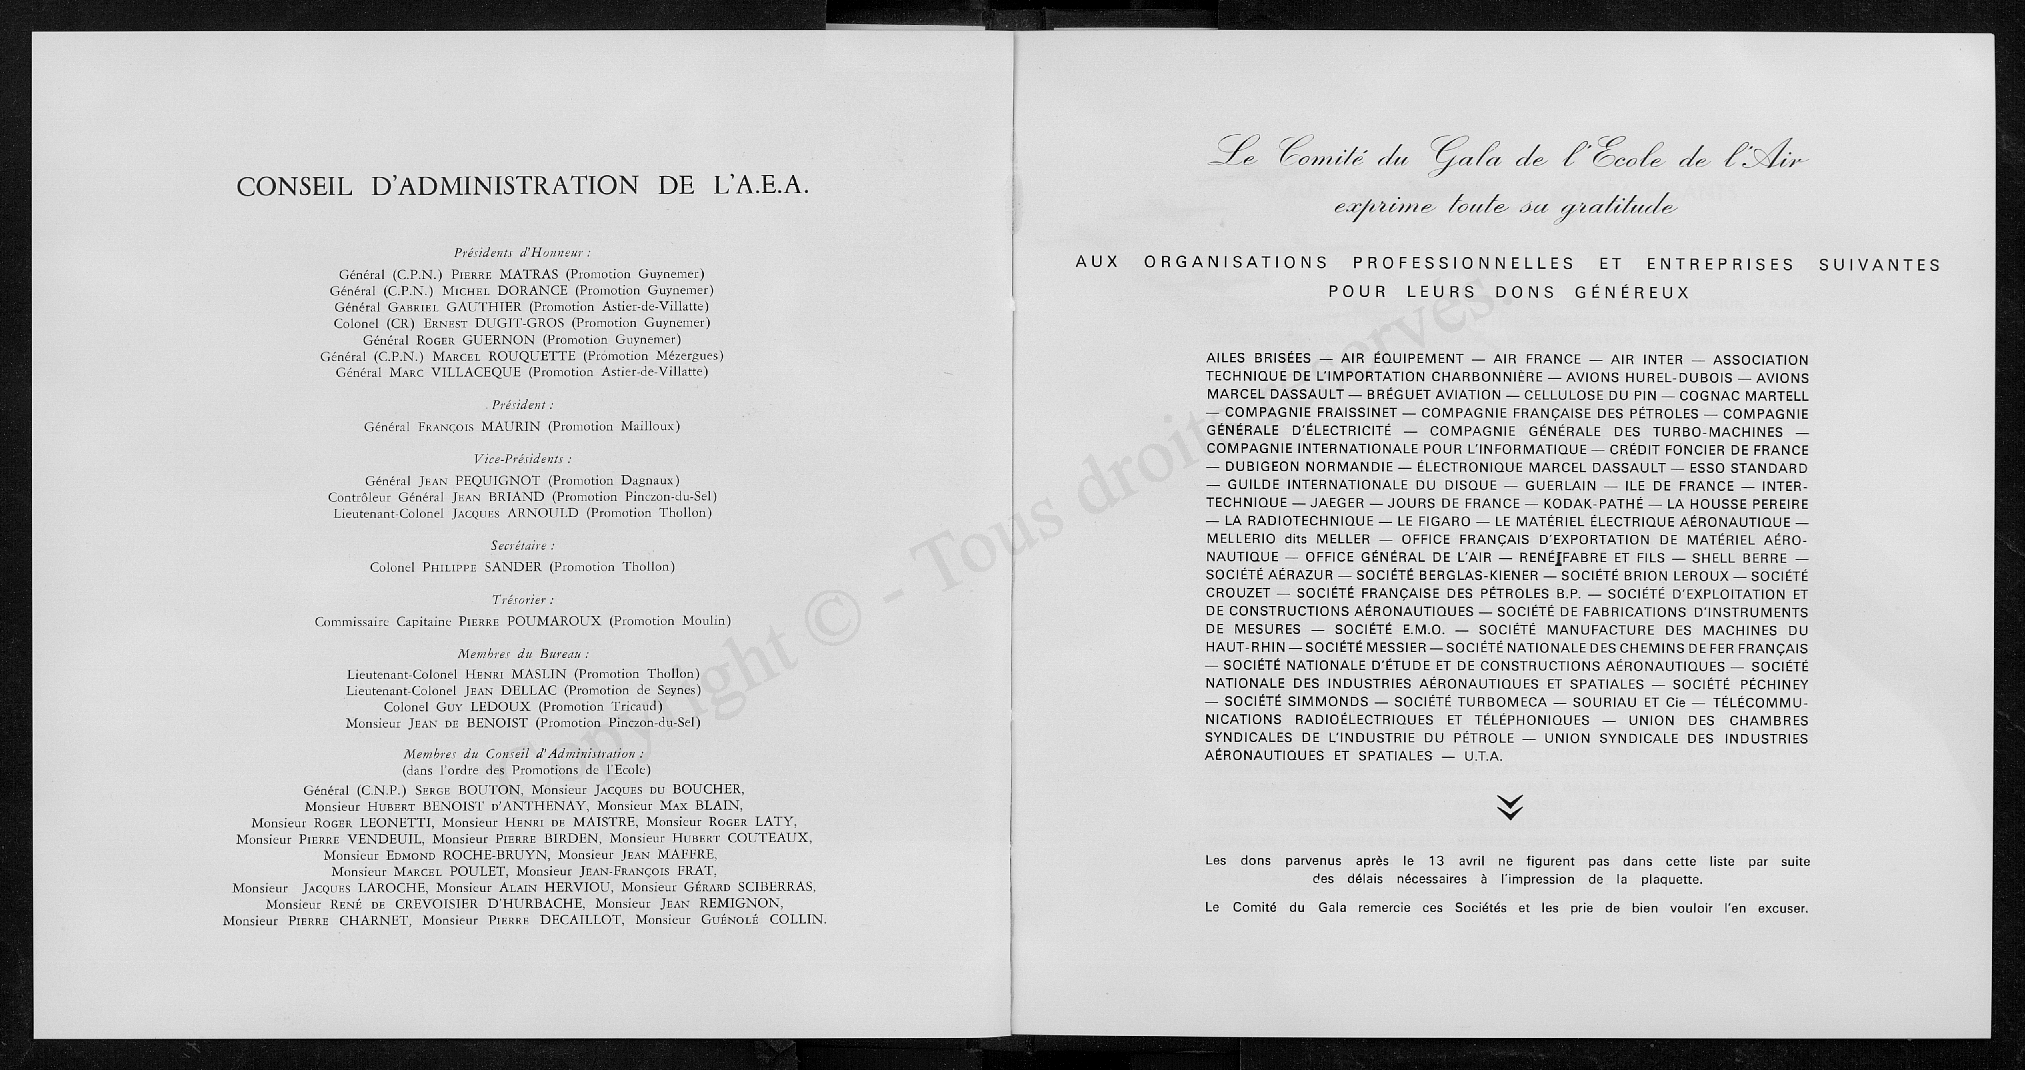 CONSEIL D'ADMINISTRATION DE L'A.E.A.
Présidents d'Honneur :
Général (C.P.N.) PIERRE MATRAS (Promotion Guynemer)
Général (C.P.N.) MICHEL DORANCE (Promotion Guynemer)
Général GABRIEL GAUTHIER (Promotion Astier-de-Villatte)
Colonel (CR) ERNEST DUGIT-GROS (Promotion Guynemer)
Général ROGER GUERNON (Promotion Guynemer)
Général (C.P.N.) MARCEL ROUQUETTE (Promotion Mézergues)
Général MARC VILLACEQUE (Promotion Astier-de-Villatte)
Président :
Général FRANÇOIS MAURIN (Promotion Mailloux)
Vice-Présidents :
Général JEAN PEQUIGNOT (Promotion Dagnaux)
Contrôleur Général JEAN BRIAND (Promotion Pinczon-du-Sel)
Lieutenant-Colonel JACQUES ARNOULD (Promotion Thollon)
Secrétaire :
Colonel PHILIPPE SANDER (Promotion Thollon)
Trésorier :
Commissaire Capitaine PIERRE POUMAROUX (Promotion Moulin)
Membres du Bureau :
Lieutenant-Colonel HENRI MASLIN (Promotion Thollon)
Lieutenant-Colonel JEAN DELLAC (Promotion de Seynes)
Colonel GUY LEDOUX (Promotion Tricaud)
Monsieur JEAN DE BENOIST (Promotion Pinczon-du-Sel)
Membres du Conseil d'Administration :
(dans l'ordre des Promotions de l'Ecole)
Général (C.N.P.) SERGE BOUTON, Monsieur JACQUES DU BOUCHER,
Monsieur HUBERT BENOIST D'ANTHENAY, Monsieur MAX BLAIN,
Monsieur ROGER LEONETTI, Monsieur HENRI DE MAISTRE, Monsieur ROGER LATY,
Monsieur PIERRE VENDEUIL, Monsieur PIERRE BIRDEN, Monsieur HUBERT COUTEAUX,
Monsieur EDMOND ROCHE-BRUYN, Monsieur JEAN MAFFRE,
Monsieur MARCEL POULET, Monsieur JEAN-FRANÇOIS FRAT,
Monsieur JACQUES LAROCHE, Monsieur ALAIN HERVIOU, Monsieur GÉRARD SCIBERRAS,
Monsieur RENÉ DE CREVOISIER D'HURBACHE, Monsieur JEAN REMIGNON,
Monsieur PIERRE CHARNET, Monsieur PIERRE DECAILLOT, Monsieur GUÉNOLÉ COLLIN.
Le Comité du Gala de l'Ecole de l'Air
exprime toute sa gratitude
AUX ORGANISATIONS PROFESSIONNELLES ET ENTREPRISES SUIVANTES
POUR LEURS DONS GÉNÉREUX
AILES BRISÉES — AIR ÉQUIPEMENT — AIR FRANCE — AIR INTER — ASSOCIATION
TECHNIQUE DE L'IMPORTATION CHARBONNIÈRE — AVIONS HUREL-DUBOIS — AVIONS
MARCEL DASSAULT — BRÉGUET AVIATION — CELLULOSE DU PIN — COGNAC MARTELL
— COMPAGNIE FRAISSINET — COMPAGNIE FRANÇAISE DES PÉTROLES — COMPAGNIE
GÉNÉRALE D'ÉLECTRICITÉ — COMPAGNIE GÉNÉRALE DES TURBO-MACHINES —
COMPAGNIE INTERNATIONALE POUR L'INFORMATIQUE — CRÉDIT FONCIER DE FRANCE
— DUBIGEON NORMANDIE — ÉLECTRONIQUE MARCEL DASSAULT — ESSO STANDARD
— GUILDE INTERNATIONALE DU DISQUE — GUERLAIN — ILE DE FRANCE — INTER-
TECHNIQUE — JAEGER — JOURS DE FRANCE — KODAK-PATHÉ — LA HOUSSE PEREIRE
— LA RADIOTECHNIQUE — LE FIGARO — LE MATÉRIEL ÉLECTRIQUE AÉRONAUTIQUE —
MELLERIO dits MELLER — OFFICE FRANÇAIS D'EXPORTATION DE MATÉRIEL AÉRO-
NAUTIQUE — OFFICE GÉNÉRAL DE L'AIR — RENÉ FABRE ET FILS — SHELL BERRE —
SOCIÉTÉ AÉRAZUR — SOCIÉTÉ BERGLAS-KIENER — SOCIÉTÉ BRION LEROUX — SOCIÉTÉ
CROUZET — SOCIÉTÉ FRANÇAISE DES PÉTROLES B.P. — SOCIÉTÉ D'EXPLOITATION ET
DE CONSTRUCTIONS AÉRONAUTIQUES — SOCIÉTÉ DE FABRICATIONS D'INSTRUMENTS
DE MESURES — SOCIÉTÉ E.M.O. — SOCIÉTÉ MANUFACTURE DES MACHINES DU
HAUT-RHIN — SOCIÉTÉ MESSIER — SOCIÉTÉ NATIONALE DES CHEMINS DE FER FRANÇAIS
— SOCIÉTÉ NATIONALE D'ÉTUDE ET DE CONSTRUCTIONS AÉRONAUTIQUES — SOCIÉTÉ
NATIONALE DES INDUSTRIES AÉRONAUTIQUES ET SPATIALES — SOCIÉTÉ PÉCHINEY
— SOCIÉTÉ SIMMONDS — SOCIÉTÉ TURBOMECA — SOURIAU ET Cie — TÉLÉCOMMU-
NICATIONS RADIOÉLECTRIQUES ET TÉLÉPHONIQUES — UNION DES CHAMBRES
SYNDICALES DE L'INDUSTRIE DU PÉTROLE — UNION SYNDICALE DES INDUSTRIES
AÉRONAUTIQUES ET SPATIALES — U.T.A.
Les dons parvenus après le 13 avril ne figurent pas dans cette liste par suite
des délais nécessaires à l'impression de la plaquette.
Le Comité du Gala remercie ces Sociétés et les prie de bien vouloir l'en excuser.
Copyright © - Tous droits réservés.